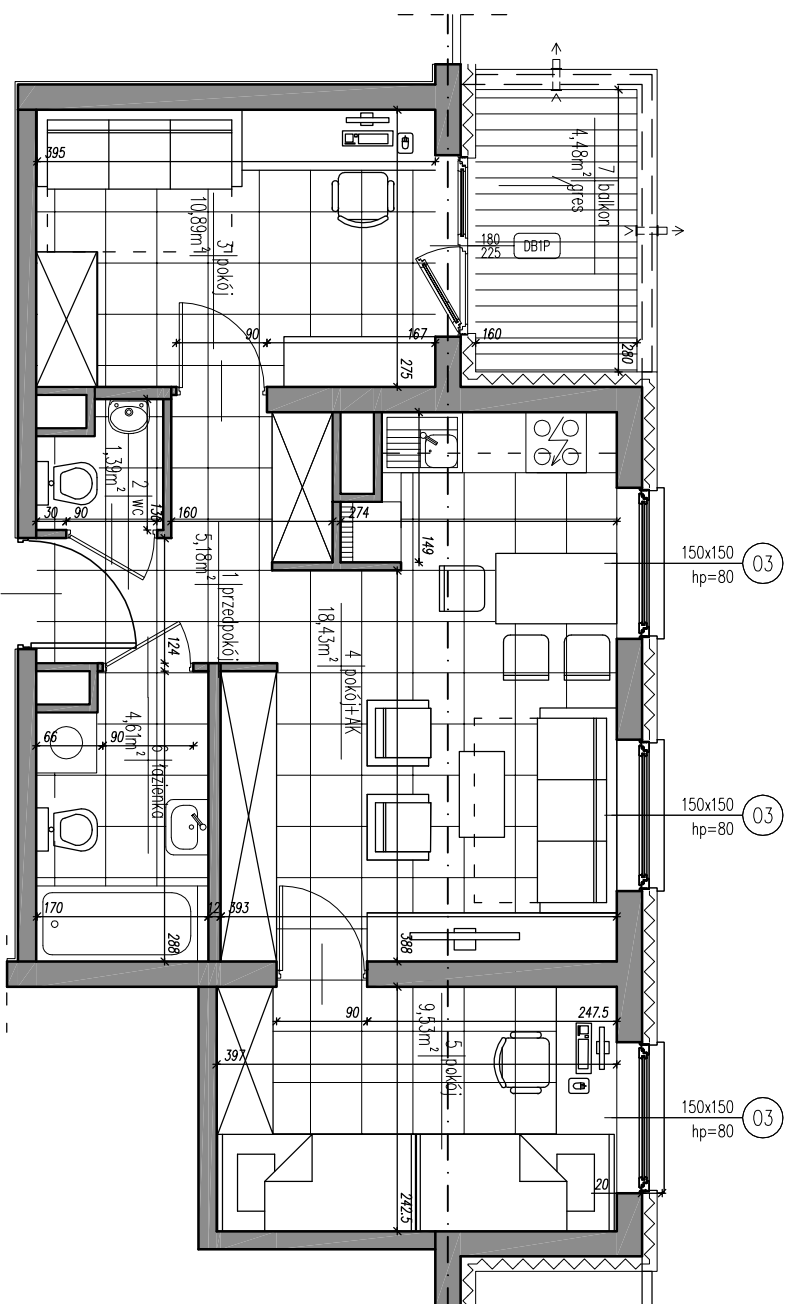 395
3 pokój
10,89m²
90
167
275
7 balkon
4,48m² gres
180
225
DB1P
160
280
2 wc
1,39m²
30
90
136
160
274
149
1 przedpokój
5,18m²
124
4 pokój+AK
18,43m²
150x150
hp=80
03
66
90
6 łazienka
4,61m²
150x150
hp=80
03
170
12
393
288
388
90
247.5
5 pokój
9,53m²
397
150x150
hp=80
03
20
242.5